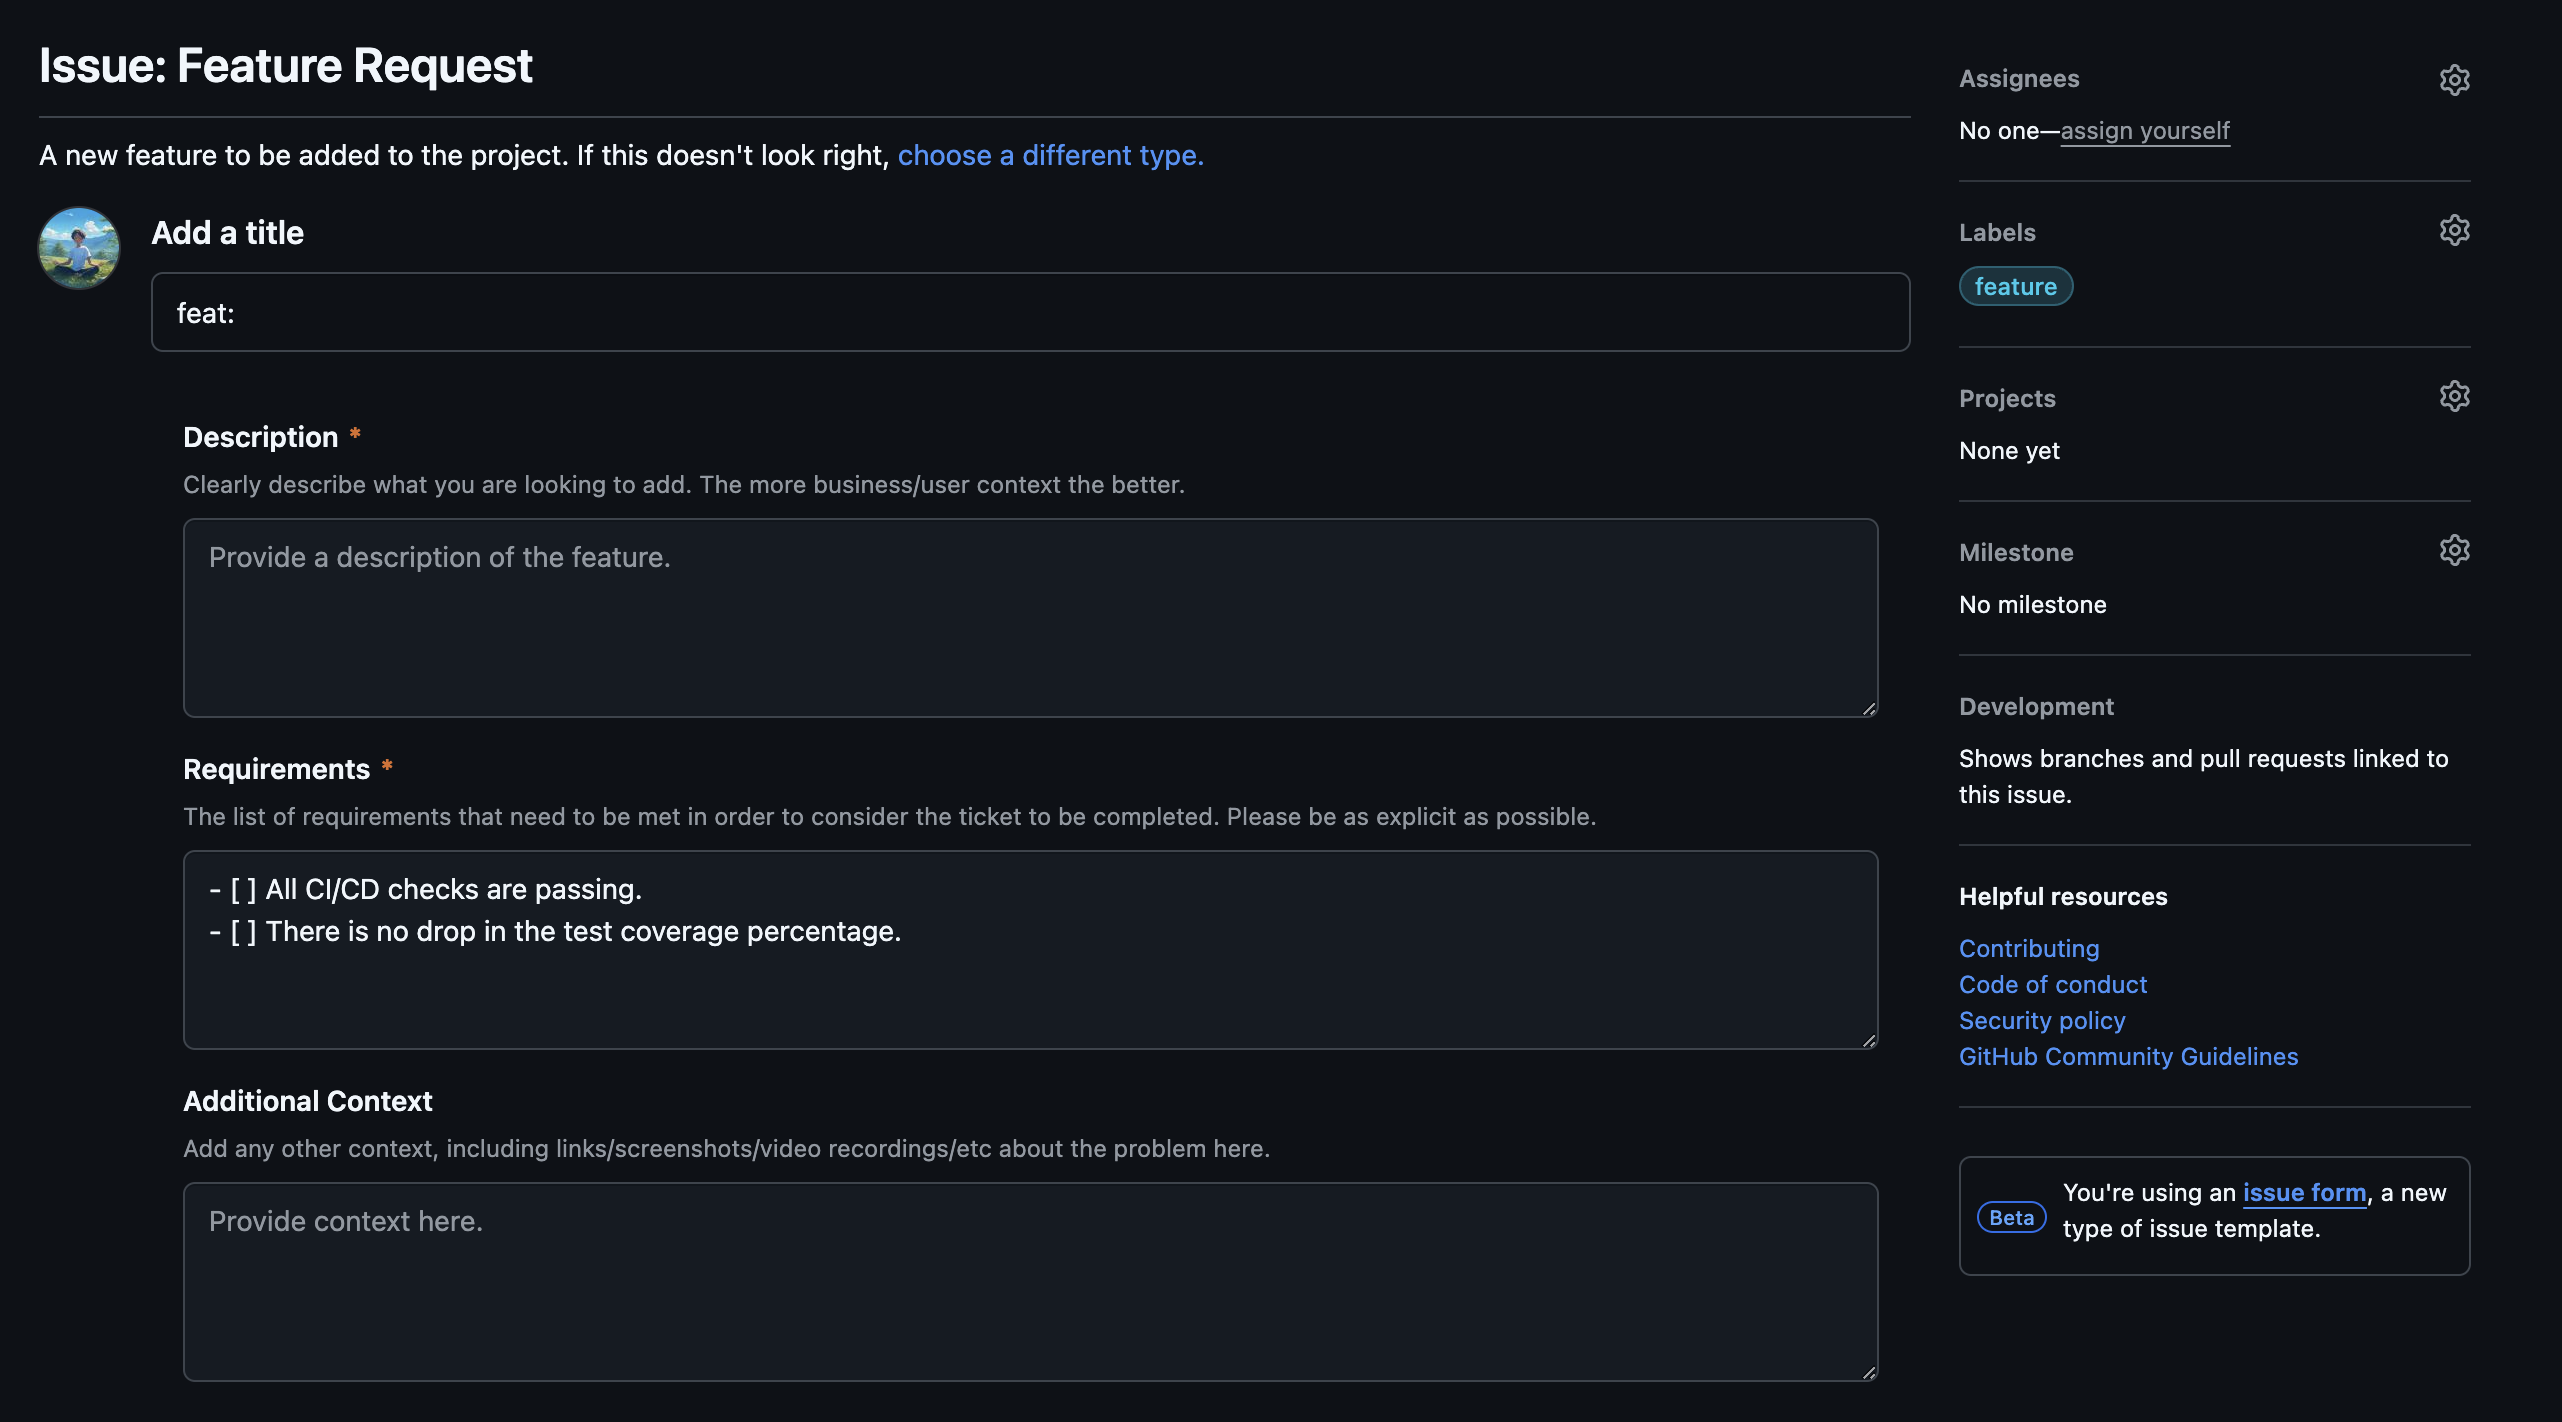 Issue: Feature Request
A new feature to be added to the project. If this doesn't look right, choose a different type.
Add a title
feat:
Description *
Clearly describe what you are looking to add. The more business/user context the better.
Provide a description of the feature.
Requirements *
The list of requirements that need to be met in order to consider the ticket to be completed. Please be as explicit as possible.
- [ ] All CI/CD checks are passing.
- [ ] There is no drop in the test coverage percentage.
Additional Context
Add any other context, including links/screenshots/video recordings/etc about the problem here.
Provide context here.
Assignees
No one—assign yourself
Labels
feature
Projects
None yet
Milestone
No milestone
Development
Shows branches and pull requests linked to
this issue.
Helpful resources
Contributing
Code of conduct
Security policy
GitHub Community Guidelines
Beta
You're using an issue form, a new
type of issue template.